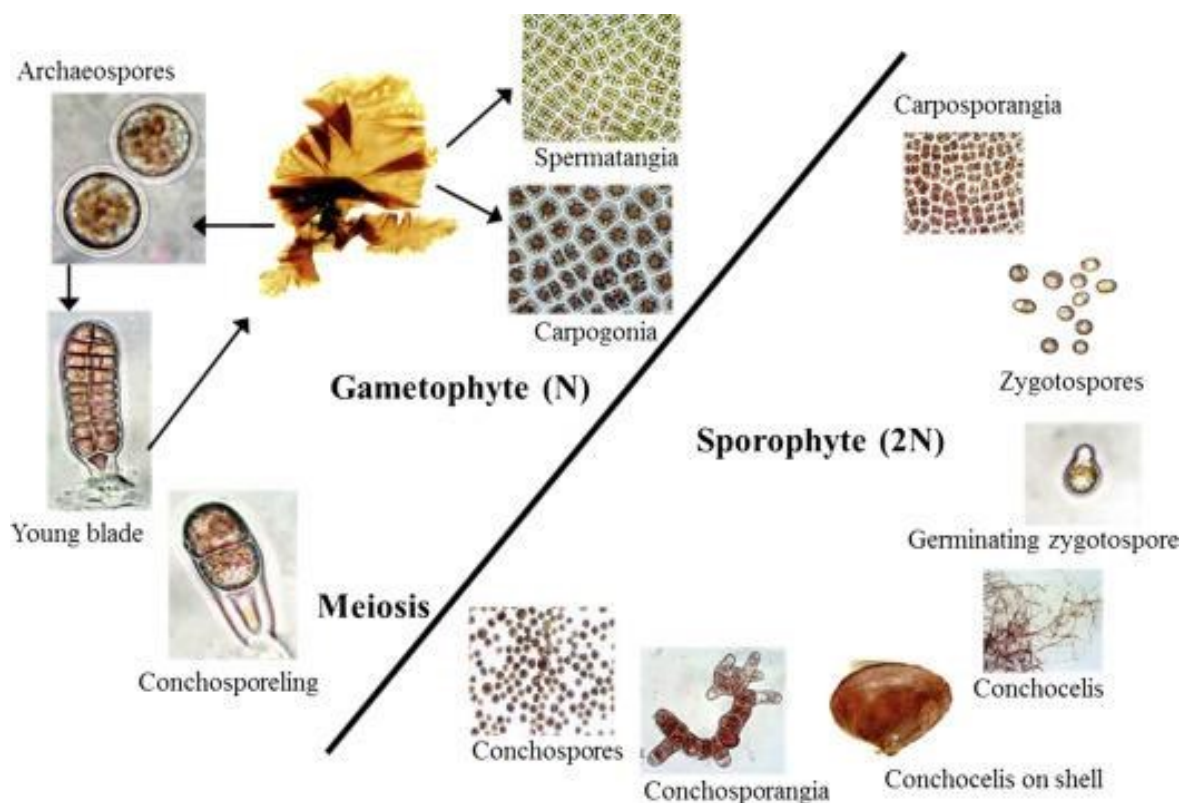 Archaeospores
Spermatangia
Carpogonia
Carposporangia
Zygotospores
Gametophyte (N)
Sporophyte (2N)
Young blade
Germinating zygotospore
Conchosporeling
Meiosis
Conchospores
Conchosporangia
Conchocelis
Conchocelis on shell